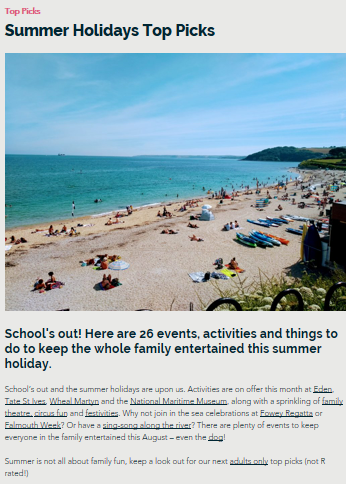 Top Picks
Summer Holidays Top Picks
School's out! Here are 26 events, activities and things to
do to keep the whole family entertained this summer
holiday.
School's out and the summer holidays are upon us. Activities are on offer this month at Eden,
Tate St Ives, Wheal Martyn and the National Maritime Museum, along with a sprinkling of family
theatre, circus fun and festivities. Why not join in the sea celebrations at Fowey Regatta or
Falmouth Week? Or have a sing-song along the river? There are plenty of events to keep
everyone in the family entertained this August – even the dog!
Summer is not all about family fun, keep a look out for our next adults only top picks (not R
rated!)